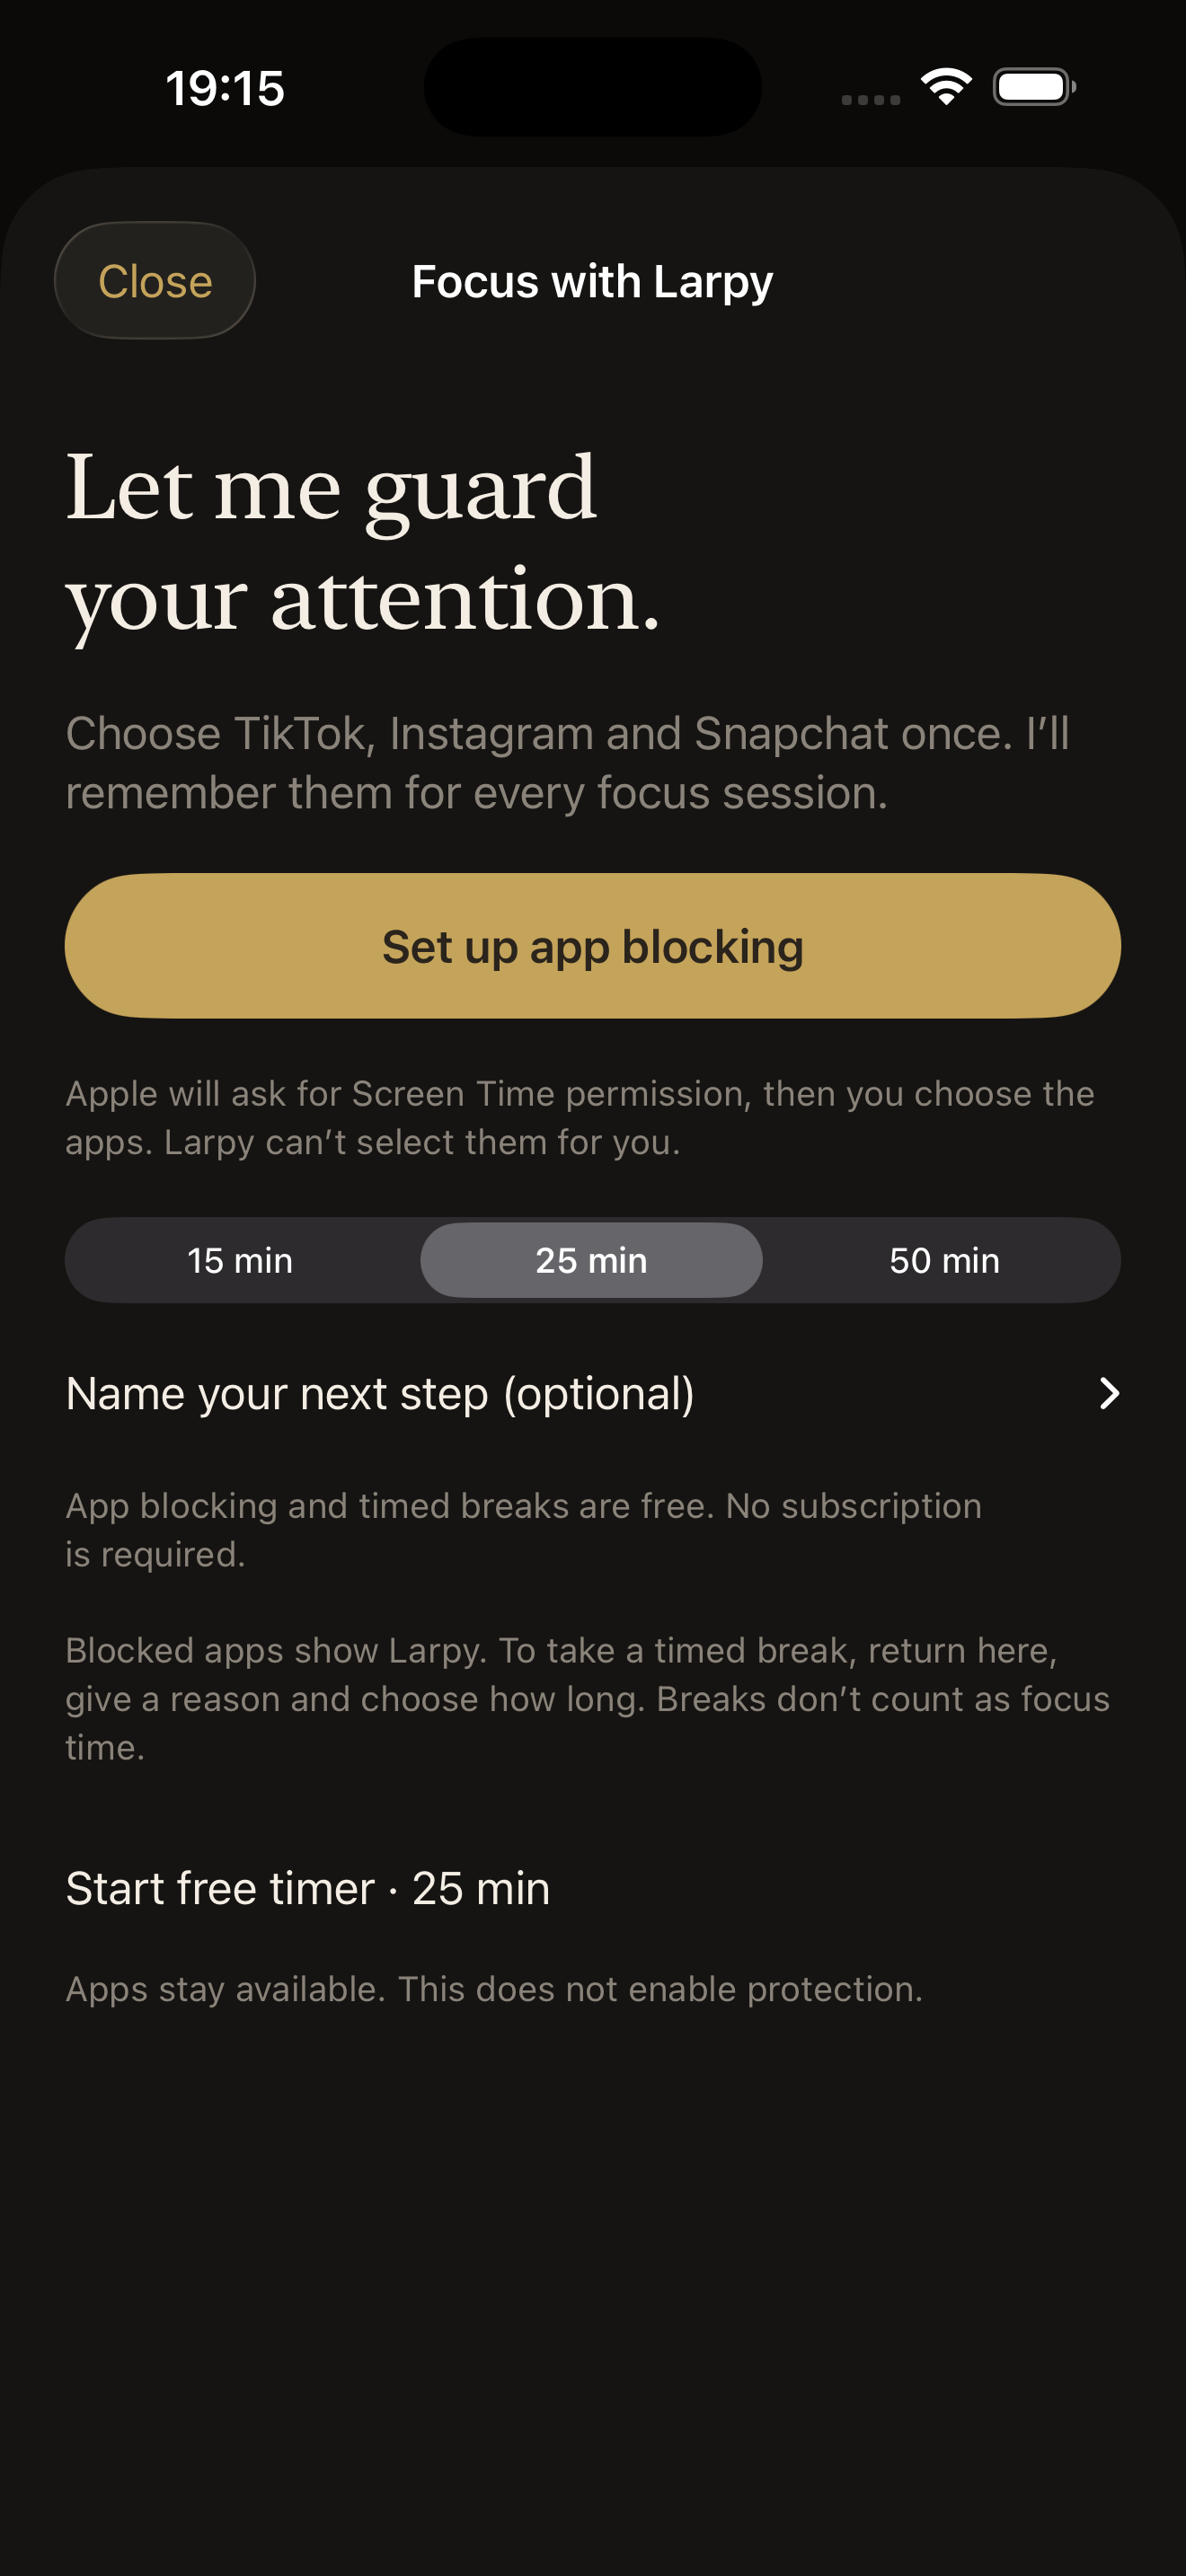 19:15
Close
Focus with Larpy
Let me guard
your attention.
Choose TikTok, Instagram and Snapchat once. I’ll
remember them for every focus session.
Set up app blocking
Apple will ask for Screen Time permission, then you choose the
apps. Larpy can’t select them for you.
15 min
25 min
50 min
Name your next step (optional)
App blocking and timed breaks are free. No subscription
is required.
Blocked apps show Larpy. To take a timed break, return here,
give a reason and choose how long. Breaks don’t count as focus
time.
Start free timer · 25 min
Apps stay available. This does not enable protection.